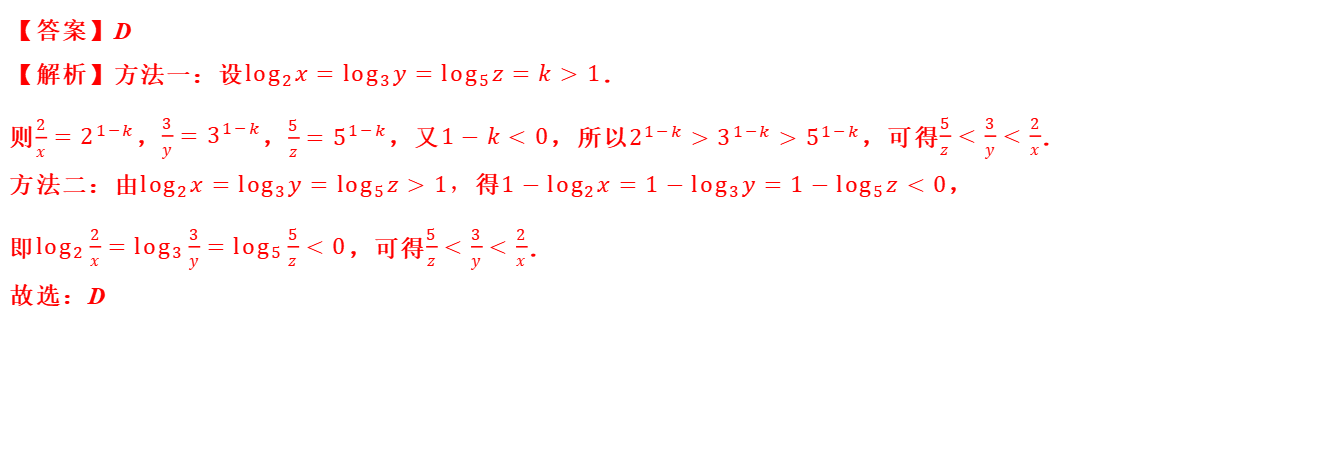 【答案】D
【解析】方法一：设log₂x = log₃y = log₅z = k > 1．
则2/x = 2^(1−k)，3/y = 3^(1−k)，5/z = 5^(1−k)，又1 − k < 0，所以2^(1−k) > 3^(1−k) > 5^(1−k)，可得5/z < 3/y < 2/x．
方法二：由log₂x = log₃y = log₅z > 1，得1 − log₂x = 1 − log₃y = 1 − log₅z < 0，
即log₂ 2/x = log₃ 3/y = log₅ 5/z < 0，可得5/z < 3/y < 2/x．
故选：D